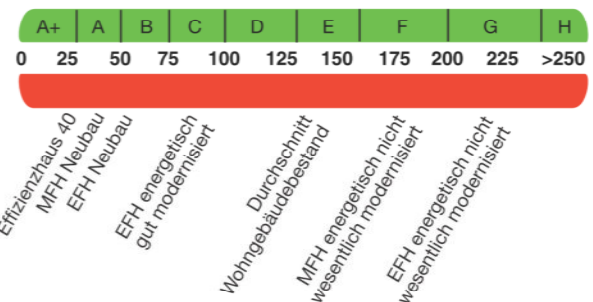 A+ A B C D E F G H
0 25 50 75 100 125 150 175 200 225 >250
Effizienzhaus 40
MFH Neubau
EFH Neubau
EFH energetisch
gut modernisiert
Durchschnitt
Wohngebäudebestand
MFH energetisch nicht
wesentlich modernisiert
EFH energetisch nicht
wesentlich modernisiert